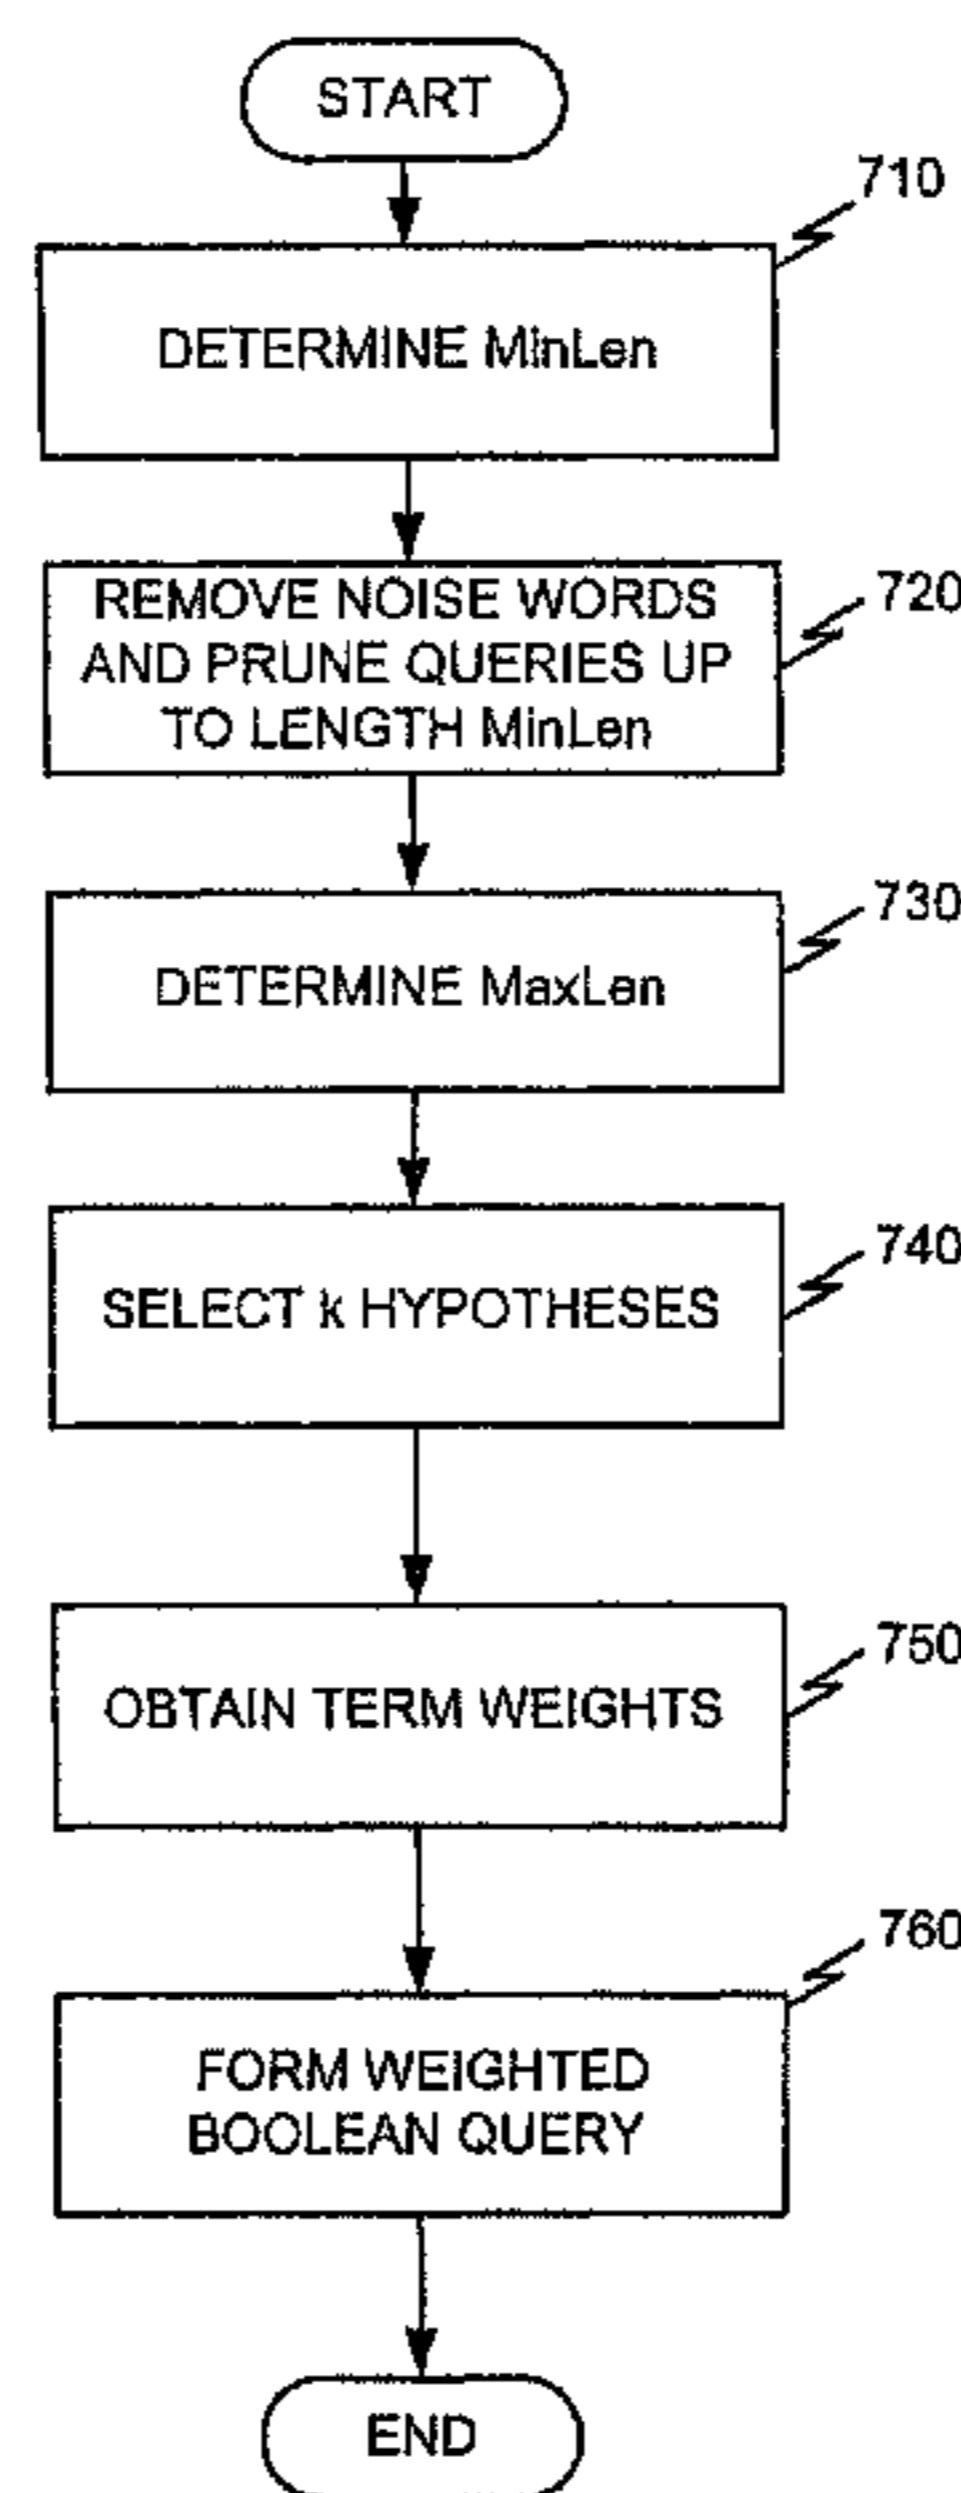 START
710
DETERMINE MinLen
720
REMOVE NOISE WORDS
AND PRUNE QUERIES UP
TO LENGTH MinLen
730
DETERMINE MaxLen
740
SELECT k HYPOTHESES
750
OBTAIN TERM WEIGHTS
760
FORM WEIGHTED
BOOLEAN QUERY
END